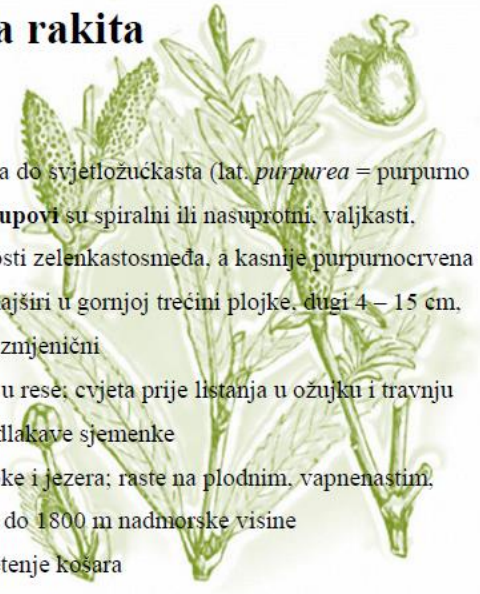 a rakita
a do svjetložućkasta (lat. purpurea = purpurno
upovi su spiralni ili nasuprotni, valjkasti,
osti zelenkastosmeđa, a kasnije purpurnocrvena
ajširi u gornjoj trećini plojke, dugi 4 – 15 cm,
zmjenični
u rese; cvjeta prije listanja u ožujku i travnju
dlakave sjemenke
ke i jezera; raste na plodnim, vapnenastim,
do 1800 m nadmorske visine
tenje košara